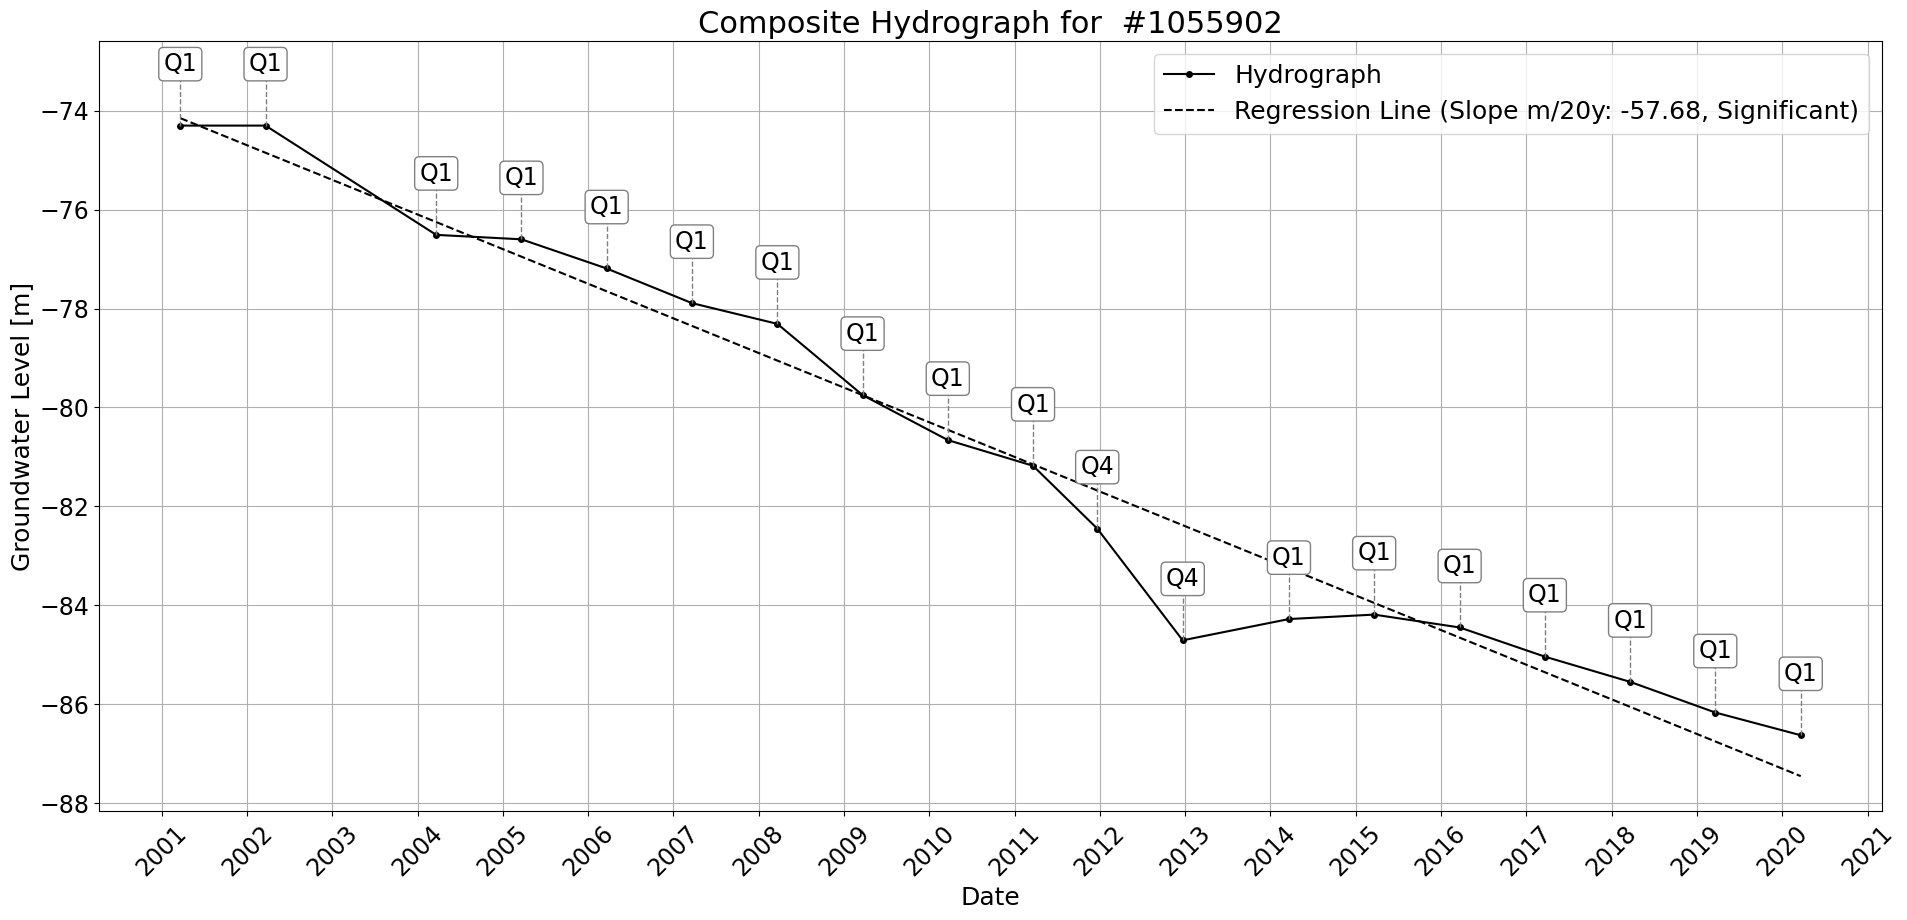 Composite Hydrograph for  #1055902
Hydrograph
Regression Line (Slope m/20y: -57.68, Significant)
Q1
Q1
Q1
Q1
Q1
Q1
Q1
Q1
Q1
Q1
Q4
Q4
Q1
Q1
Q1
Q1
Q1
Q1
Q1
Groundwater Level [m]
−74
−76
−78
−80
−82
−84
−86
−88
2001
2002
2003
2004
2005
2006
2007
2008
2009
2010
2011
2012
2013
2014
2015
2016
2017
2018
2019
2020
2021
Date